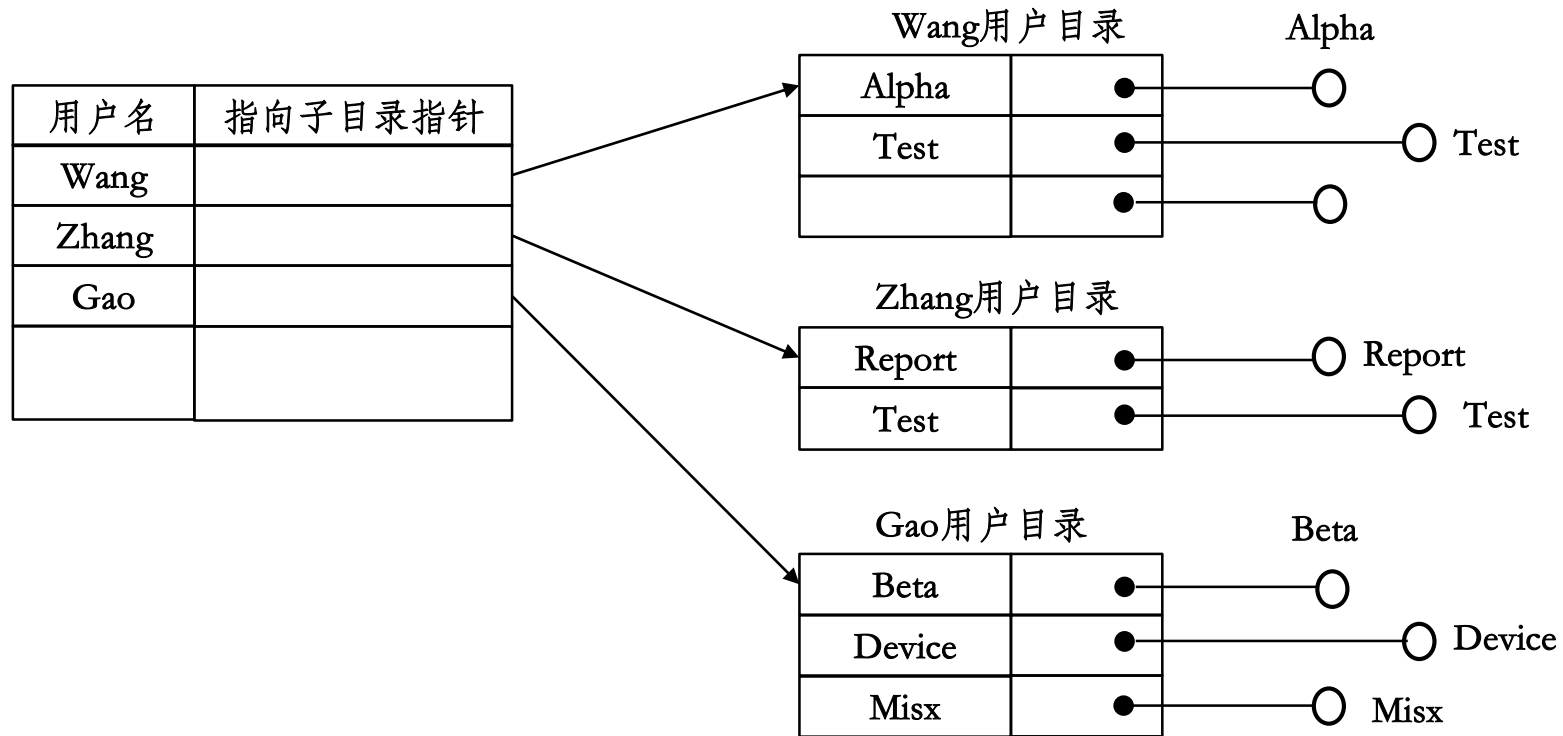 用户名 指向子目录指针
Wang
Zhang
Gao
Wang用户目录 Alpha
Alpha
Test Test
Zhang用户目录
Report Report
Test Test
Gao用户目录 Beta
Beta
Device Device
Misx Misx